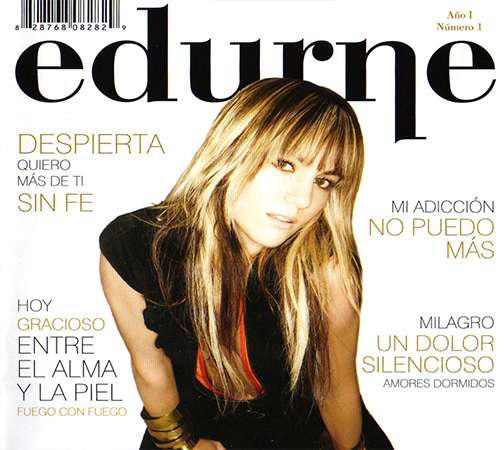 8 28768 08282 9
Año I
Número 1
edurne
DESPIERTA
QUIERO
MÁS DE TI
SIN FE
MI ADICCIÓN
NO PUEDO
MÁS
HOY
GRACIOSO
ENTRE
EL ALMA
Y LA PIEL
FUEGO CON FUEGO
MILAGRO
UN DOLOR
SILENCIOSO
AMORES DORMIDOS